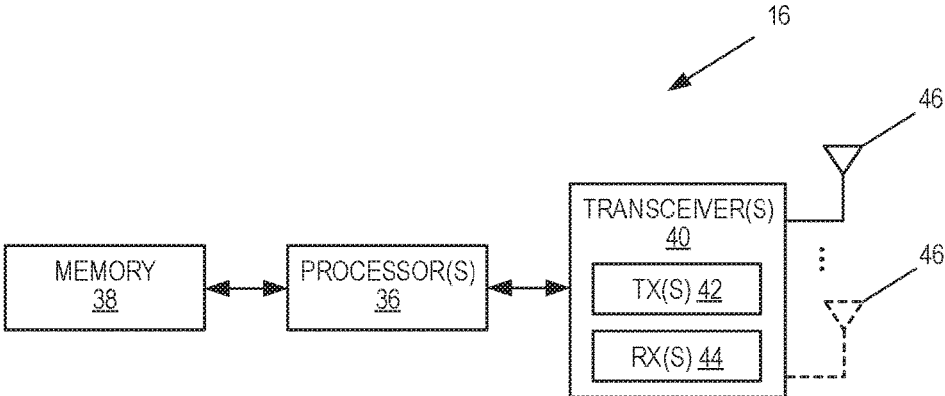 16
46
TRANSCEIVER(S)
40
MEMORY
38
PROCESSOR(S)
36
TX(S) 42
46
RX(S) 44